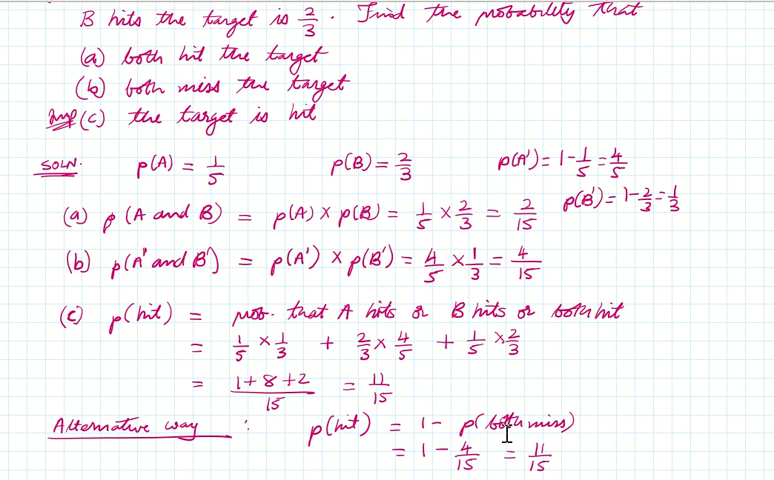 B hits the target is 2/3. Find the probability that
(a) both hit the target
(b) both miss the target
Imp (c) the target is hit
SOLN. p(A) = 1/5 p(B) = 2/3 p(A') = 1 - 1/5 = 4/5
p(B') = 1 - 2/3 = 1/3
(a) p(A and B) = p(A) × p(B) = 1/5 × 2/3 = 2/15
(b) p(A' and B') = p(A') × p(B') = 4/5 × 1/3 = 4/15
(c) p(hit) = prob. that A hits or B hits or both hit
= 1/5 × 1/3 + 2/3 × 4/5 + 1/5 × 2/3
= (1+8+2)/15 = 11/15
Alternative way : p(hit) = 1 - p(both miss)
= 1 - 4/15 = 11/15